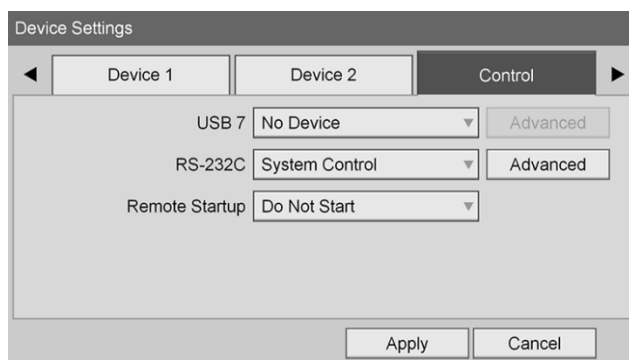 Device Settings
Device 1 Device 2 Control
USB 7 No Device Advanced
RS-232C System Control Advanced
Remote Startup Do Not Start
Apply Cancel